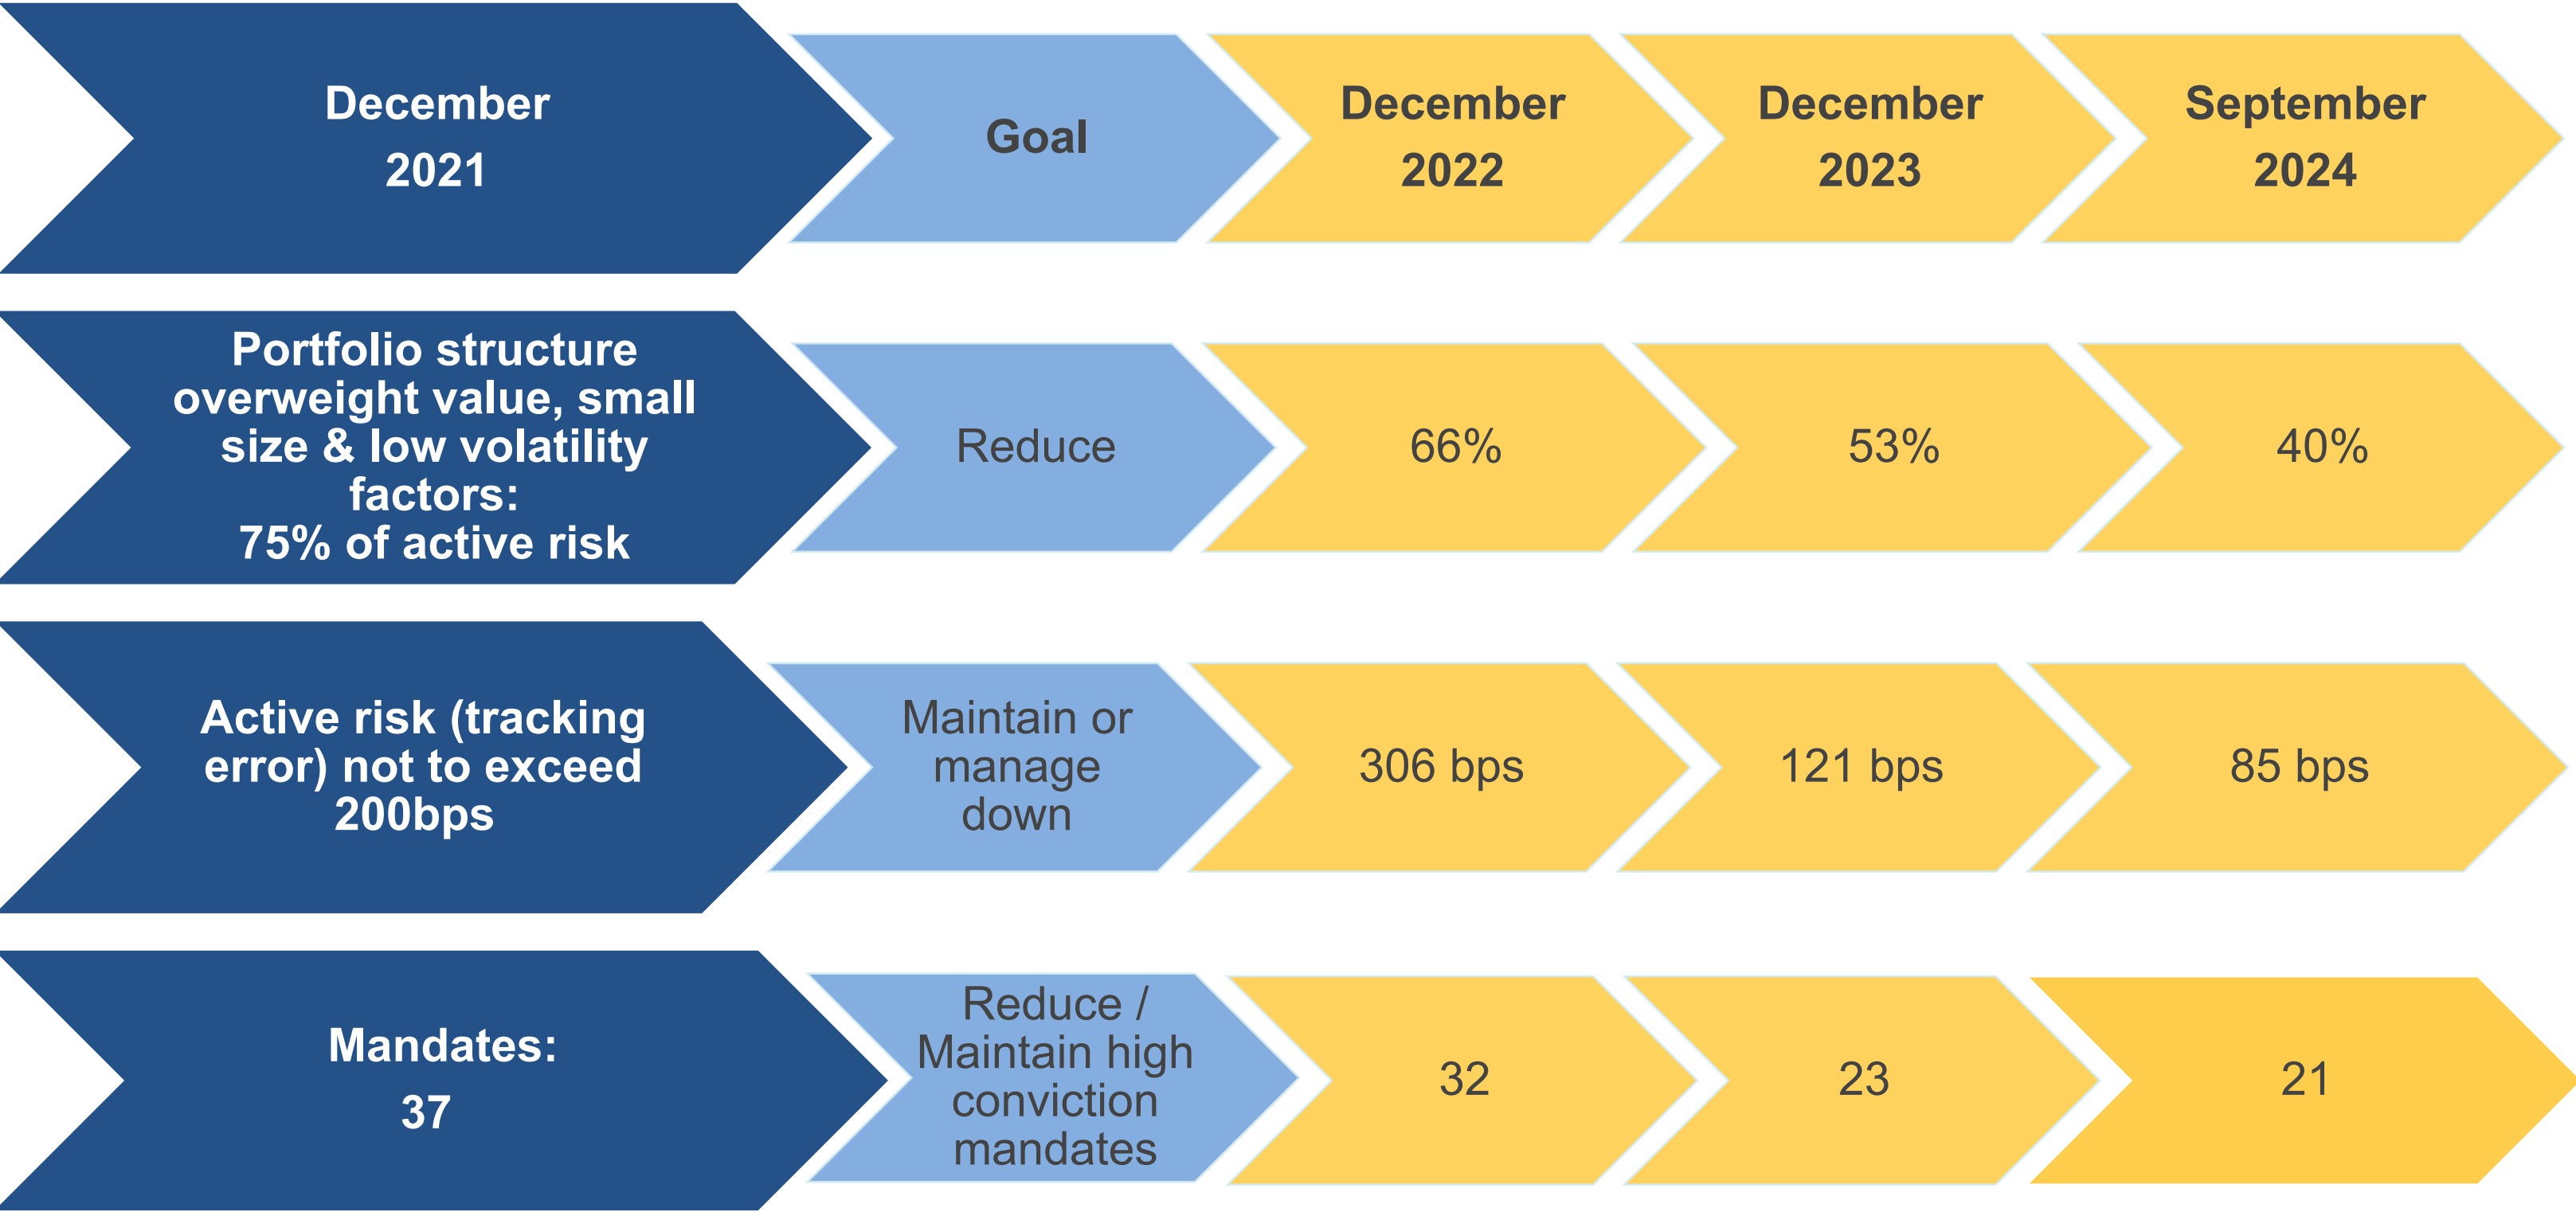 December
2021
Goal
December
2022
December
2023
September
2024
Portfolio structure
overweight value, small
size & low volatility
factors:
75% of active risk
Reduce
66%
53%
40%
Active risk (tracking
error) not to exceed
200bps
Maintain or
manage
down
306 bps
121 bps
85 bps
Mandates:
37
Reduce /
Maintain high
conviction
mandates
32
23
21